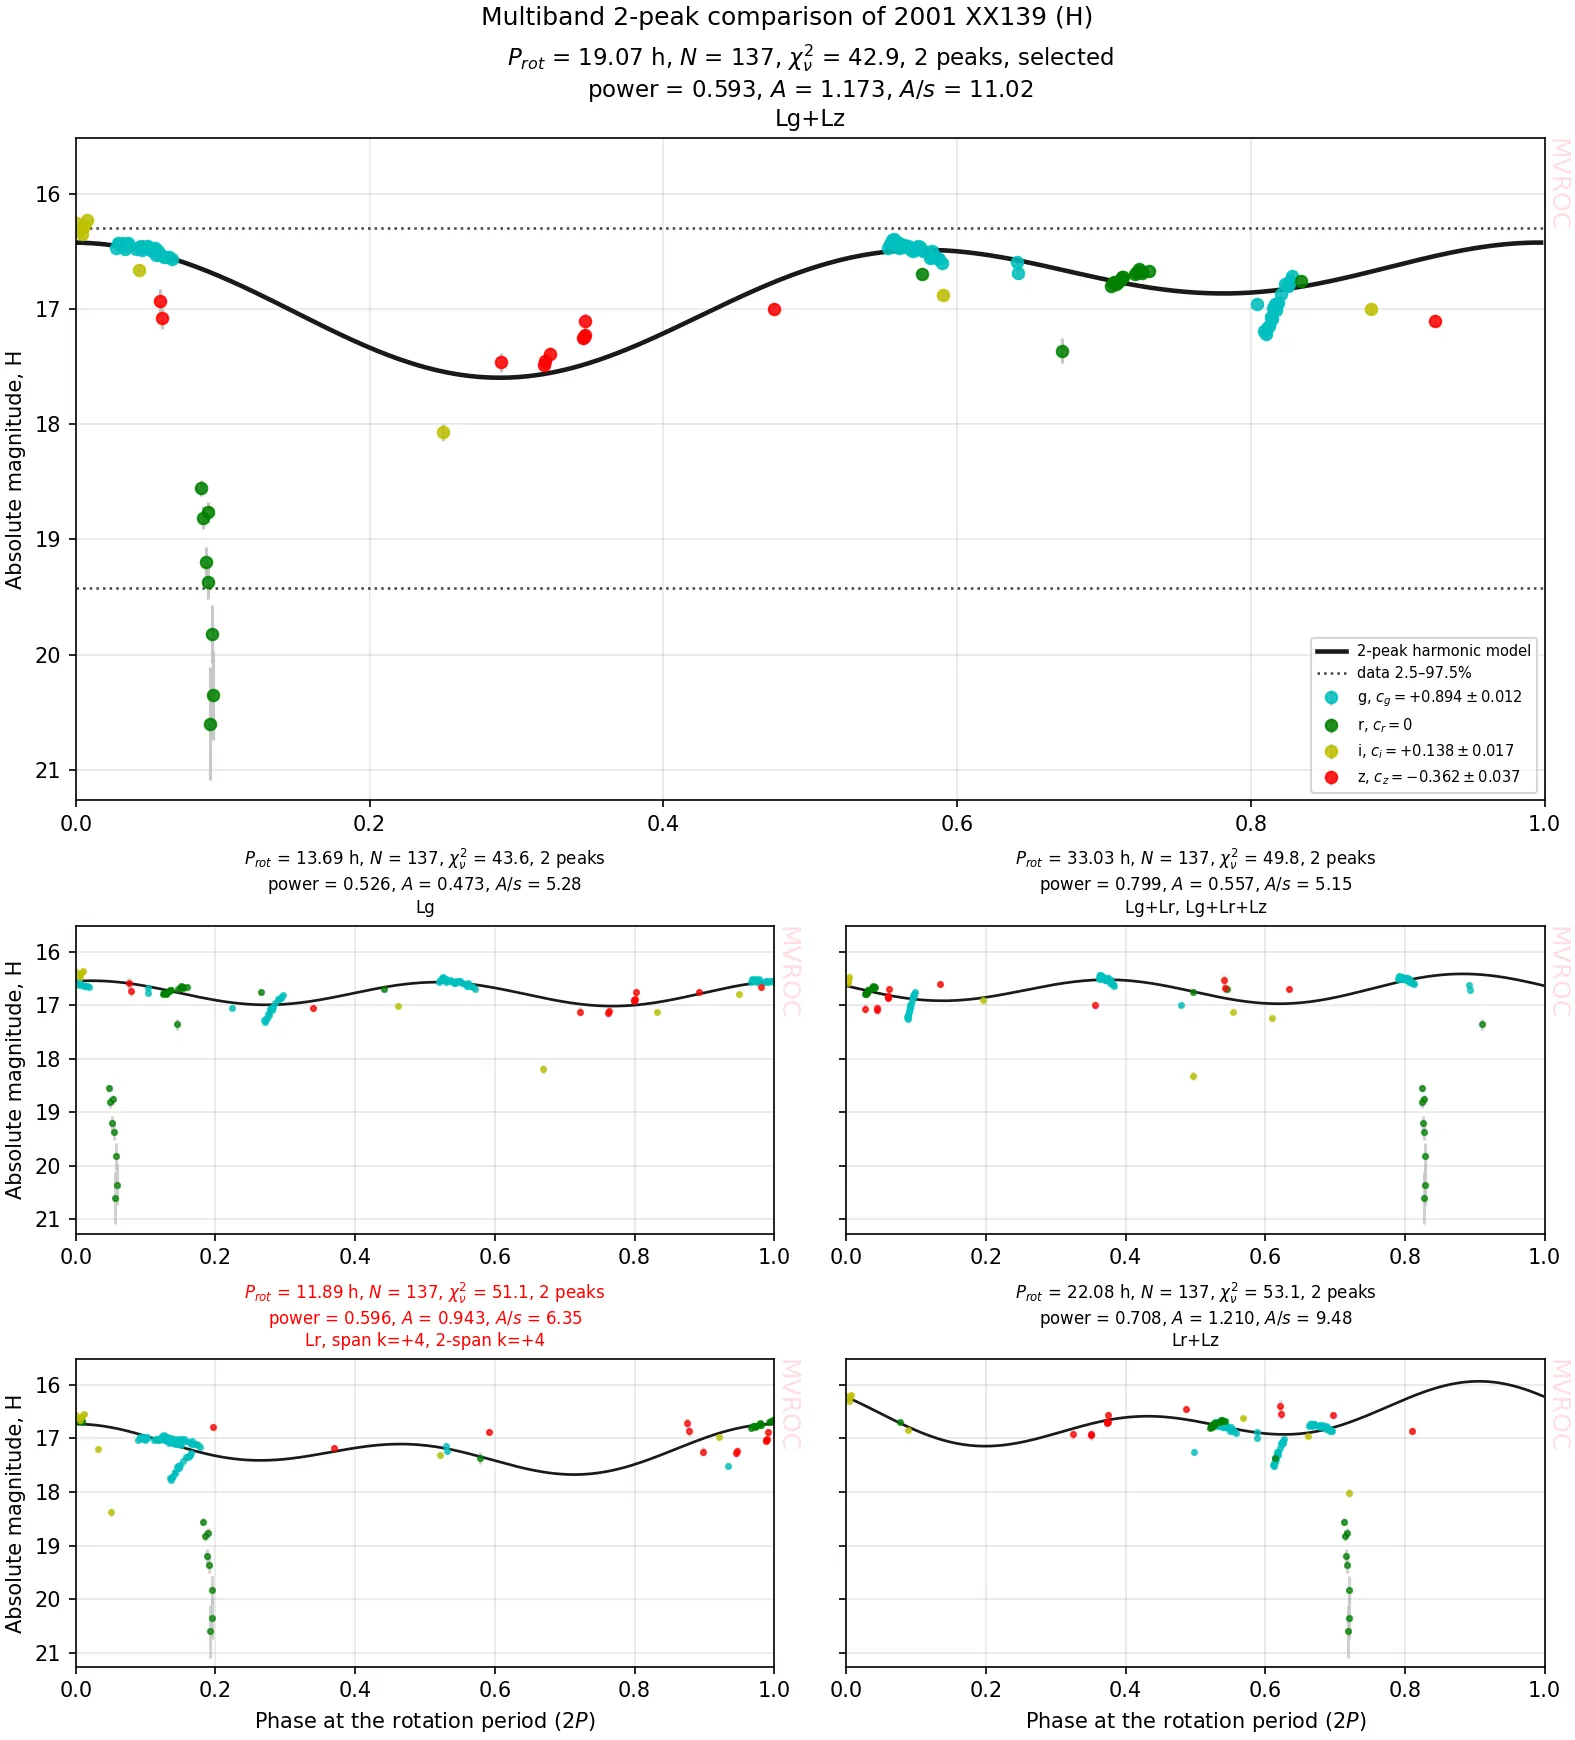 Multiband 2-peak comparison of 2001 XX139 (H)
P_rot = 19.07 h, N = 137, χ²_ν = 42.9, 2 peaks, selected
power = 0.593, A = 1.173, A/s = 11.02
Lg+Lz
MVROC
Absolute magnitude, H
16
17
18
19
20
21
2-peak harmonic model
data 2.5–97.5%
g, c_g = +0.894 ± 0.012
r, c_r = 0
i, c_i = +0.138 ± 0.017
z, c_z = −0.362 ± 0.037
0.0 0.2 0.4 0.6 0.8 1.0
P_rot = 13.69 h, N = 137, χ²_ν = 43.6, 2 peaks
power = 0.526, A = 0.473, A/s = 5.28
Lg
MVROC
Absolute magnitude, H
16
17
18
19
20
21
0.0 0.2 0.4 0.6 0.8 1.0
P_rot = 33.03 h, N = 137, χ²_ν = 49.8, 2 peaks
power = 0.799, A = 0.557, A/s = 5.15
Lg+Lr, Lg+Lr+Lz
MVROC
0.0 0.2 0.4 0.6 0.8 1.0
P_rot = 11.89 h, N = 137, χ²_ν = 51.1, 2 peaks
power = 0.596, A = 0.943, A/s = 6.35
Lr, span k=+4, 2-span k=+4
MVROC
Absolute magnitude, H
16
17
18
19
20
21
0.0 0.2 0.4 0.6 0.8 1.0
Phase at the rotation period (2P)
P_rot = 22.08 h, N = 137, χ²_ν = 53.1, 2 peaks
power = 0.708, A = 1.210, A/s = 9.48
Lr+Lz
MVROC
0.0 0.2 0.4 0.6 0.8 1.0
Phase at the rotation period (2P)